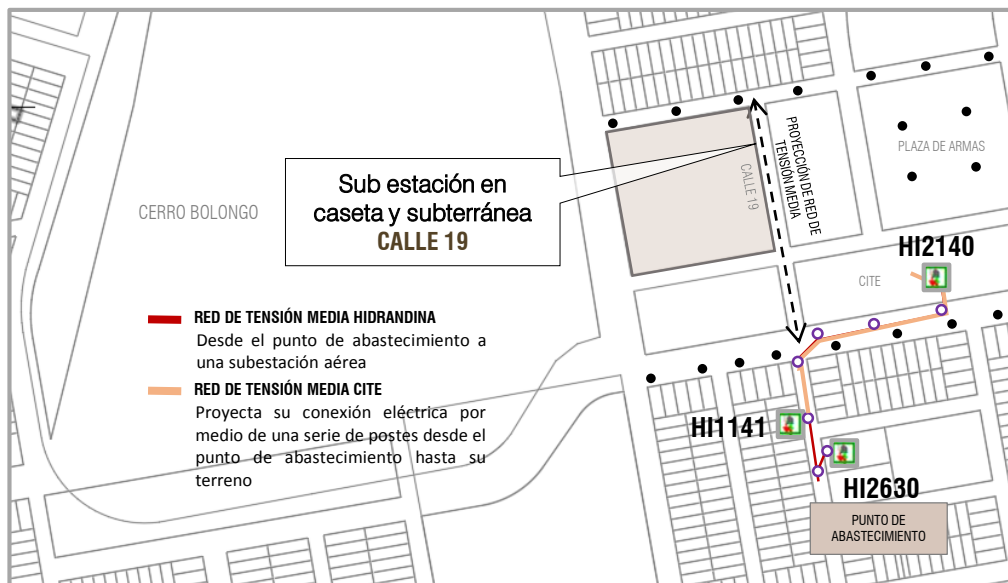 PROYECCIÓN DE RED DE
TENSIÓN MEDIA
PLAZA DE ARMAS
CALLE 19
Sub estación en
caseta y subterránea
CALLE 19
CERRO BOLONGO
HI2140
CITE
RED DE TENSIÓN MEDIA HIDRANDINA
Desde el punto de abastecimiento a
una subestación aérea
RED DE TENSIÓN MEDIA CITE
Proyecta su conexión eléctrica por
medio de una serie de postes desde el
punto de abastecimiento hasta su
terreno
HI1141
HI2630
PUNTO DE
ABASTECIMIENTO